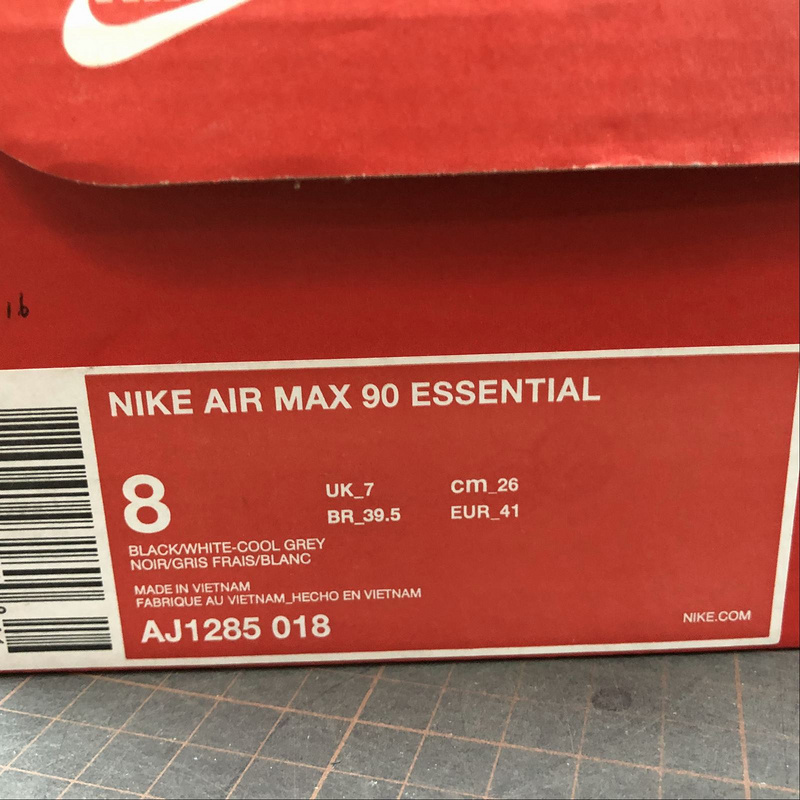 16
NIKE AIR MAX 90 ESSENTIAL
8
UK_7 cm_26
BR_39.5 EUR_41
BLACK/WHITE-COOL GREY
NOIR/GRIS FRAIS/BLANC
MADE IN VIETNAM
FABRIQUE AU VIETNAM_HECHO EN VIETNAM
AJ1285 018
NIKE.COM